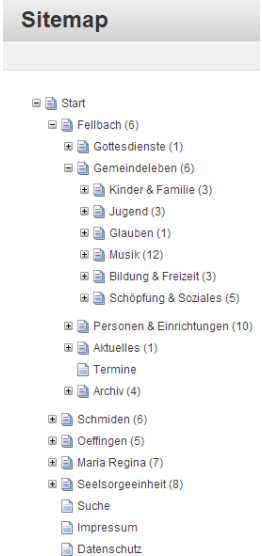 Sitemap
Start
Fellbach (6)
Gottesdienste (1)
Gemeindeleben (6)
Kinder & Familie (3)
Jugend (3)
Glauben (1)
Musik (12)
Bildung & Freizeit (3)
Schöpfung & Soziales (5)
Personen & Einrichtungen (10)
Aktuelles (1)
Termine
Archiv (4)
Schmiden (6)
Oeffingen (5)
Maria Regina (7)
Seelsorgeeinheit (8)
Suche
Impressum
Datenschutz